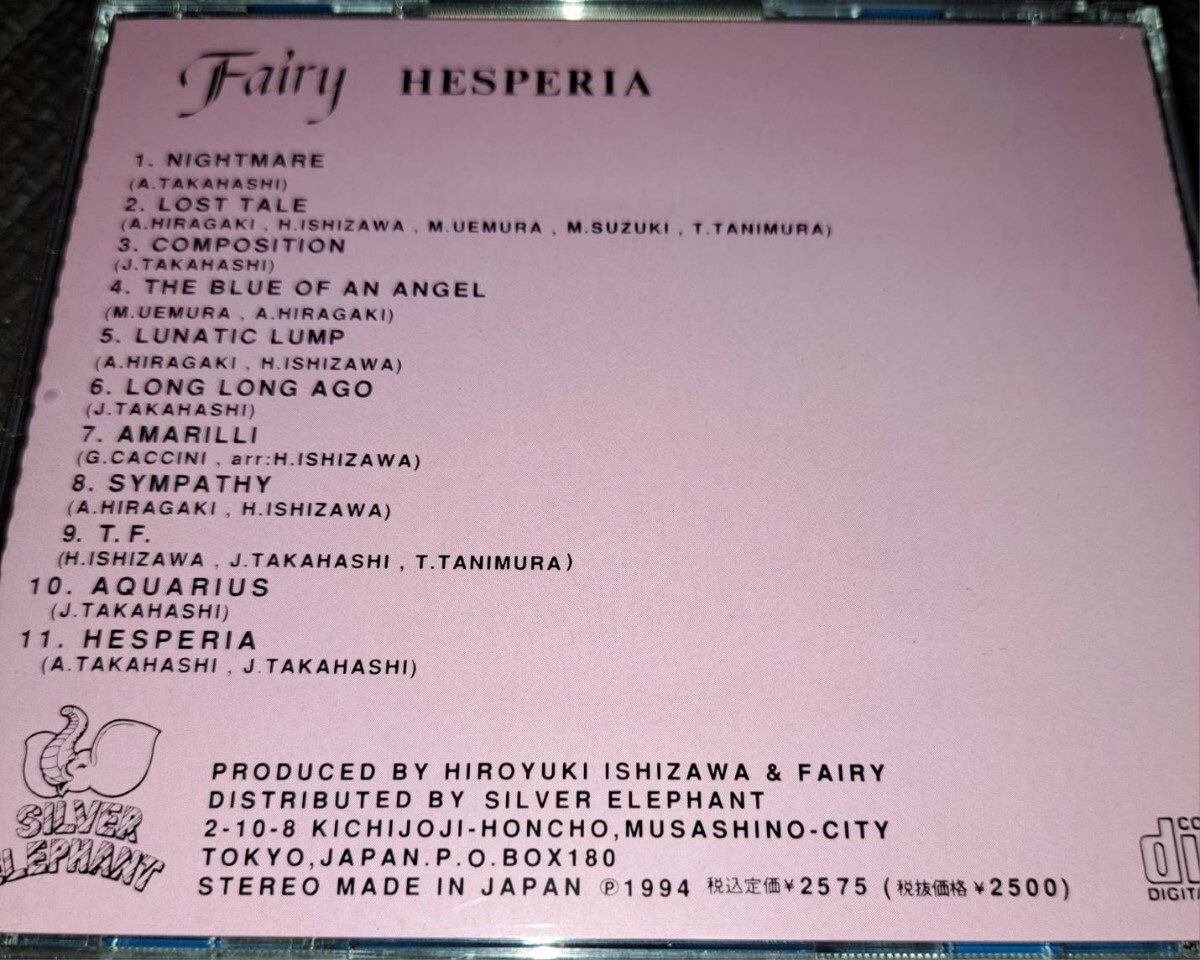 Fairy HESPERIA
1. NIGHTMARE
(A.TAKAHASHI)
2. LOST TALE
(A.HIRAGAKI , H.ISHIZAWA , M.UEMURA , M.SUZUKI , T.TANIMURA)
3. COMPOSITION
(J.TAKAHASHI)
4. THE BLUE OF AN ANGEL
(M.UEMURA , A.HIRAGAKI)
5. LUNATIC LUMP
(A.HIRAGAKI , H.ISHIZAWA)
6. LONG LONG AGO
(J.TAKAHASHI)
7. AMARILLI
(G.CACCINI , arr:H.ISHIZAWA)
8. SYMPATHY
(A.HIRAGAKI , H.ISHIZAWA)
9. T.F.
(H.ISHIZAWA , J.TAKAHASHI , T.TANIMURA)
10. AQUARIUS
(J.TAKAHASHI)
11. HESPERIA
(A.TAKAHASHI , J.TAKAHASHI)
SILVER
ELEPHANT
PRODUCED BY HIROYUKI ISHIZAWA & FAIRY
DISTRIBUTED BY SILVER ELEPHANT
2-10-8 KICHIJOJI-HONCHO,MUSASHINO-CITY
TOKYO,JAPAN.P.O.BOX180
STEREO MADE IN JAPAN ℗1994 税込定価¥2575 (税抜価格¥2500)